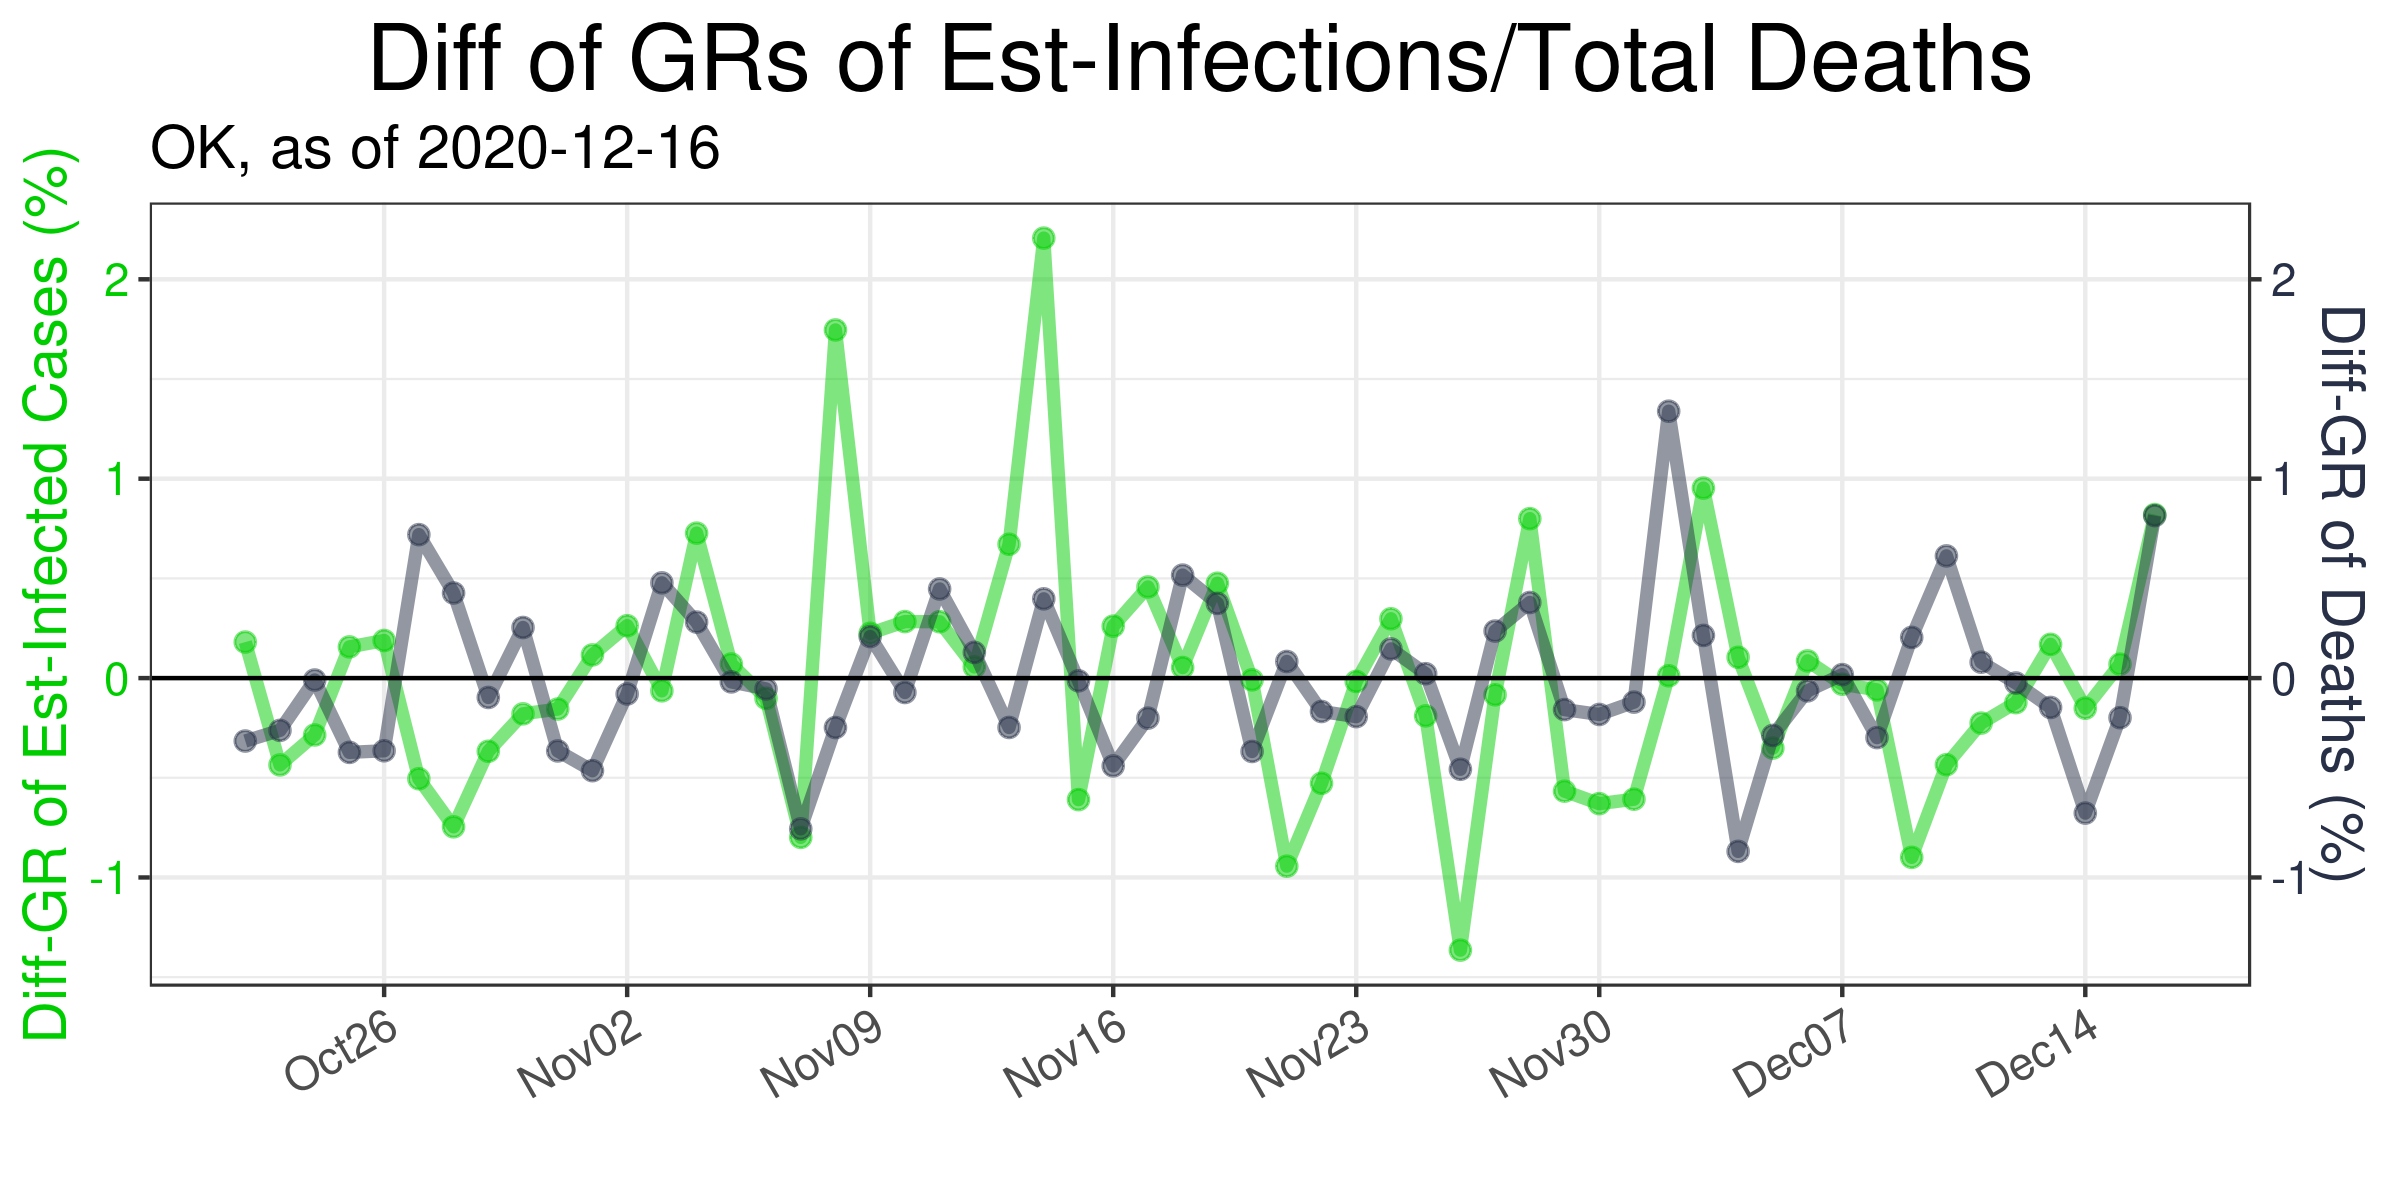 Diff of GRs of Est-Infections/Total Deaths
OK, as of 2020-12-16
Diff-GR of Est-Infected Cases (%)
2
1
0
-1
2
1
0
-1
Diff-GR of Deaths (%)
Oct26
Nov02
Nov09
Nov16
Nov23
Nov30
Dec07
Dec14